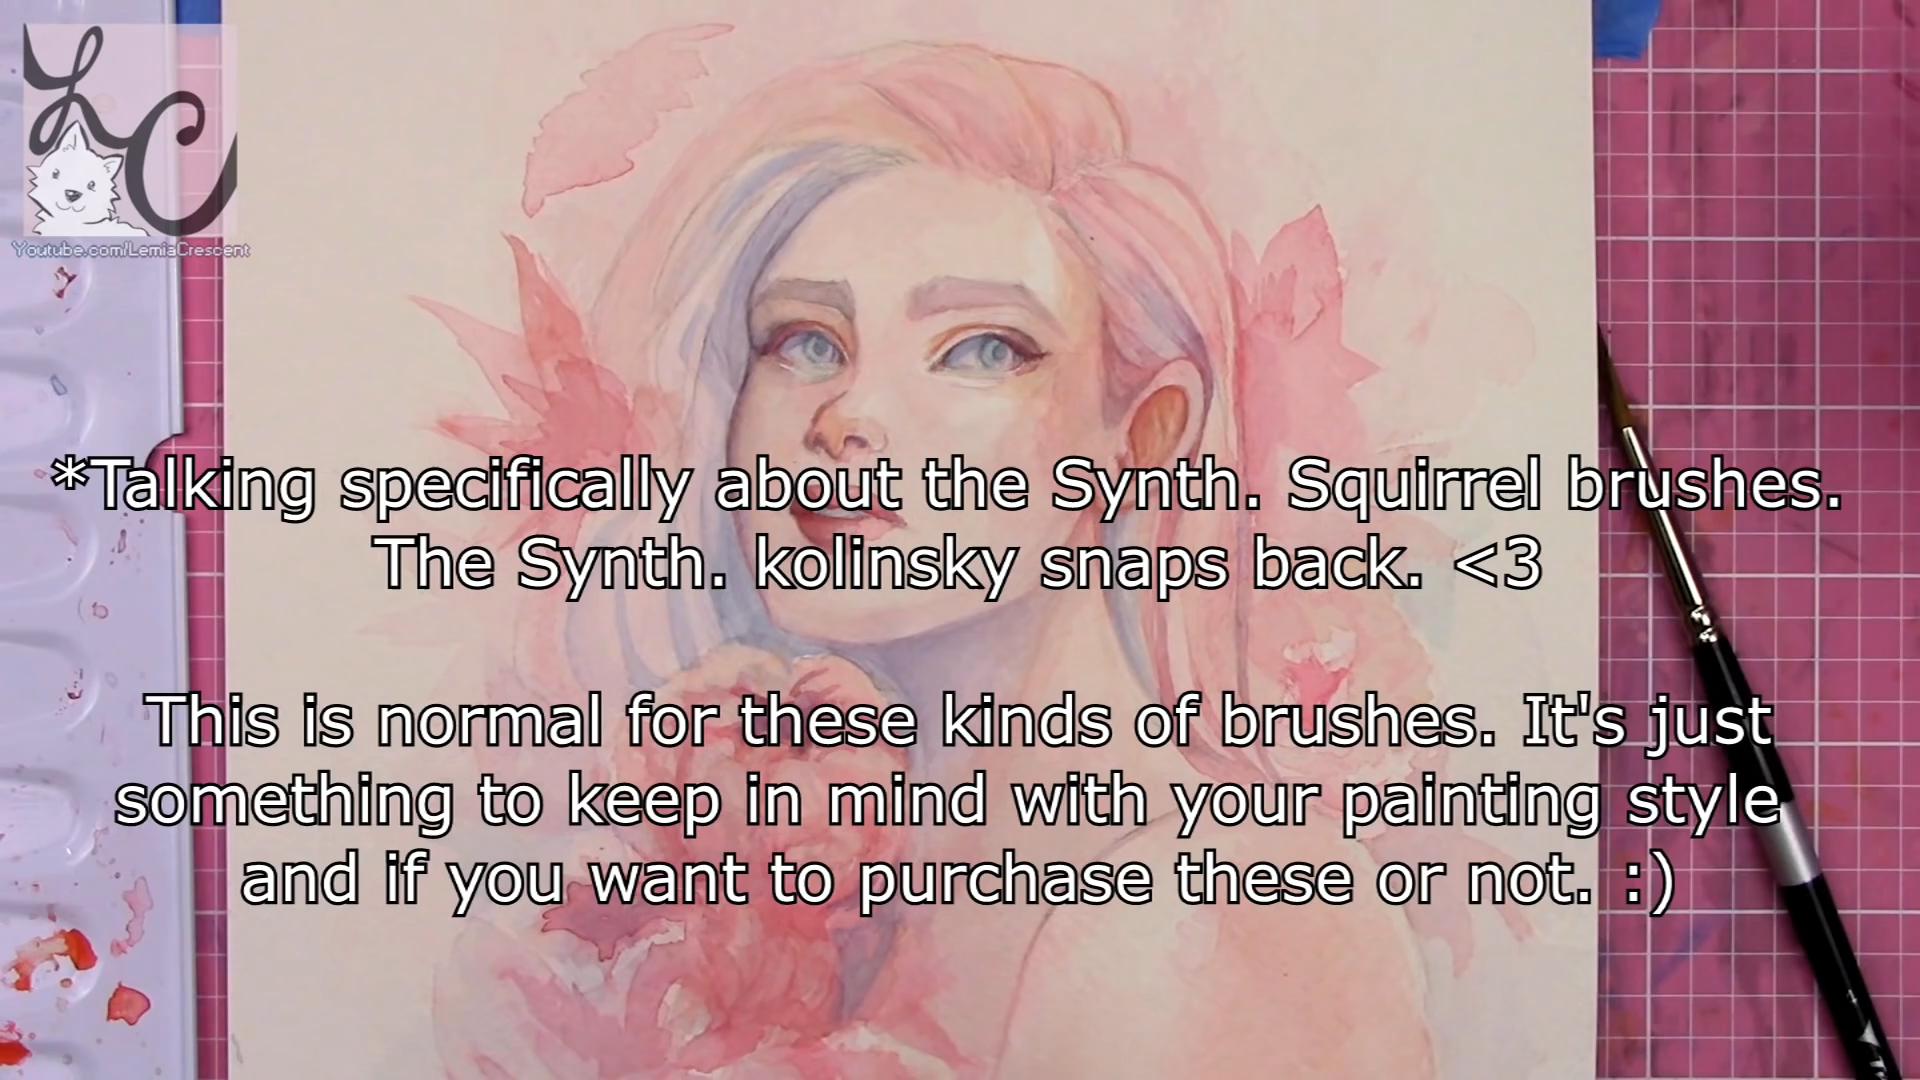 LC
Youtube.com/LemiaCrescent
*Talking specifically about the Synth. Squirrel brushes.
The Synth. kolinsky snaps back. <3
This is normal for these kinds of brushes. It's just
something to keep in mind with your painting style
and if you want to purchase these or not. :)